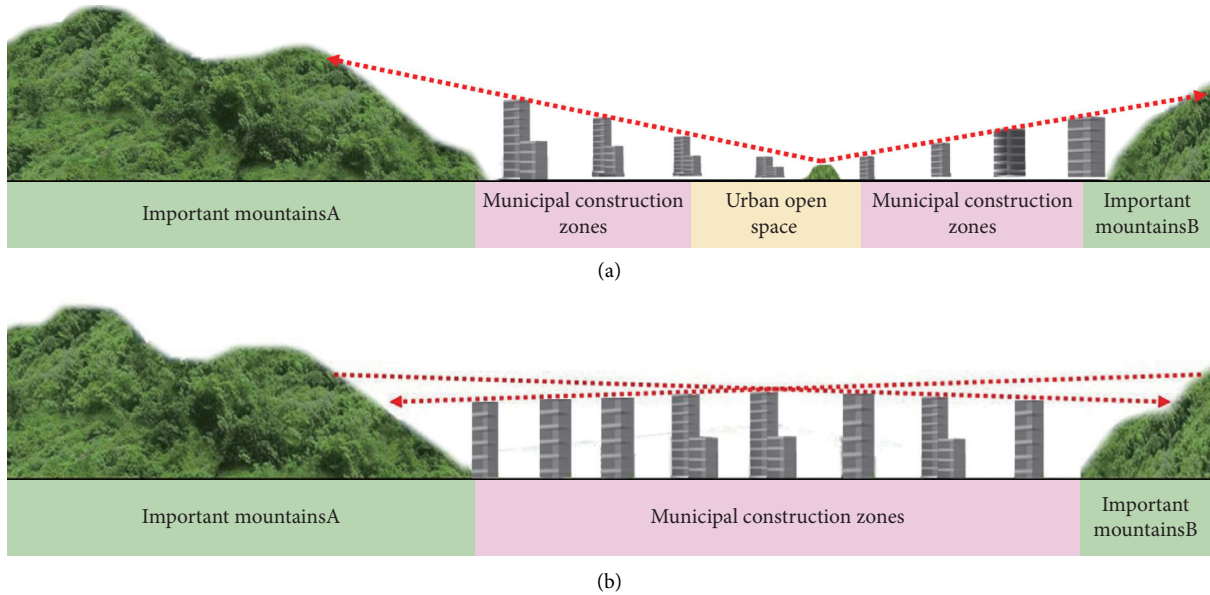 Important mountainsA
Municipal construction
zones
Urban open
space
Municipal construction
zones
Important
mountainsB
(a)
Important mountainsA
Municipal construction zones
Important
mountainsB
(b)